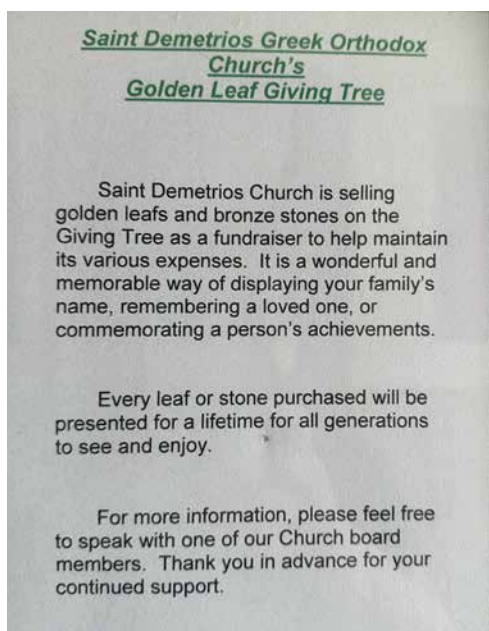 Saint Demetrios Greek Orthodox
Church's
Golden Leaf Giving Tree
Saint Demetrios Church is selling
golden leafs and bronze stones on the
Giving Tree as a fundraiser to help maintain
its various expenses. It is a wonderful and
memorable way of displaying your family's
name, remembering a loved one, or
commemorating a person's achievements.
Every leaf or stone purchased will be
presented for a lifetime for all generations
to see and enjoy.
For more information, please feel free
to speak with one of our Church board
members. Thank you in advance for your
continued support.